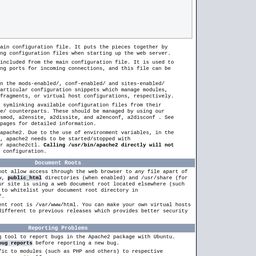 ain configuration file. It puts the pieces together by
ng configuration files when starting up the web server.
included from the main configuration file. It is used to
ng ports for incoming connections, and this file can be
n the mods-enabled/, conf-enabled/ and sites-enabled/
articular configuration snippets which manage modules,
fragments, or virtual host configurations, respectively.
symlinking available configuration files from their
e/ counterparts. These should be managed by using our
smod, a2ensite, a2dissite, and a2enconf, a2disconf . See
pages for detailed information.
apache2. Due to the use of environment variables, in the
, apache2 needs to be started/stopped with
r apache2ctl. Calling /usr/bin/apache2 directly will not
configuration.
Document Roots
not allow access through the web browser to any file apart of
w, public_html directories (when enabled) and /usr/share (for
ur site is using a web document root located elsewhere (such
to whitelist your document root directory in
f.
ent root is /var/www/html. You can make your own virtual hosts
ifferent to previous releases which provides better security
Reporting Problems
g tool to report bugs in the Apache2 package with Ubuntu.
bug reports before reporting a new bug.
fic to modules (such as PHP and others) to respective